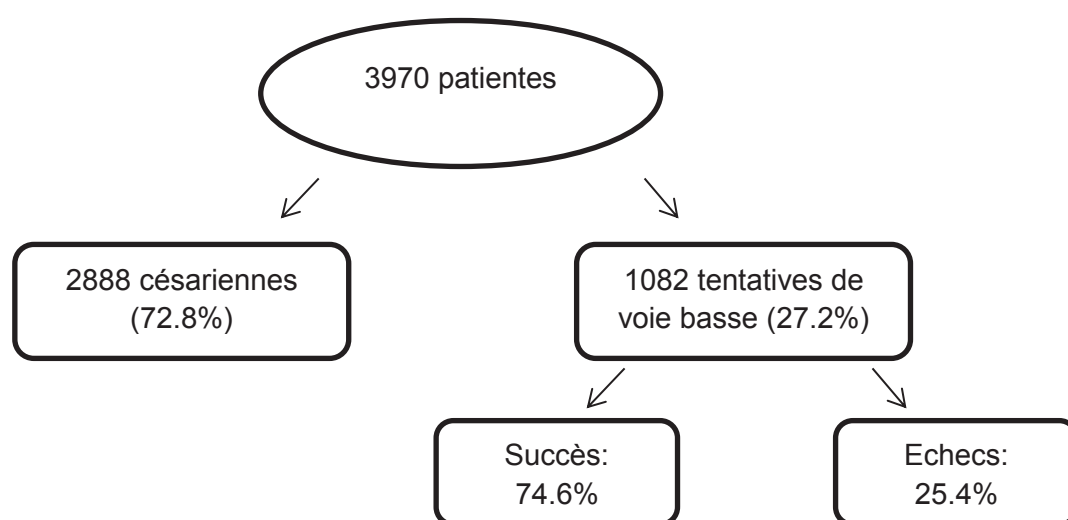 3970 patientes
2888 césariennes
(72.8%)
1082 tentatives de
voie basse (27.2%)
Succès:
74.6%
Echecs:
25.4%